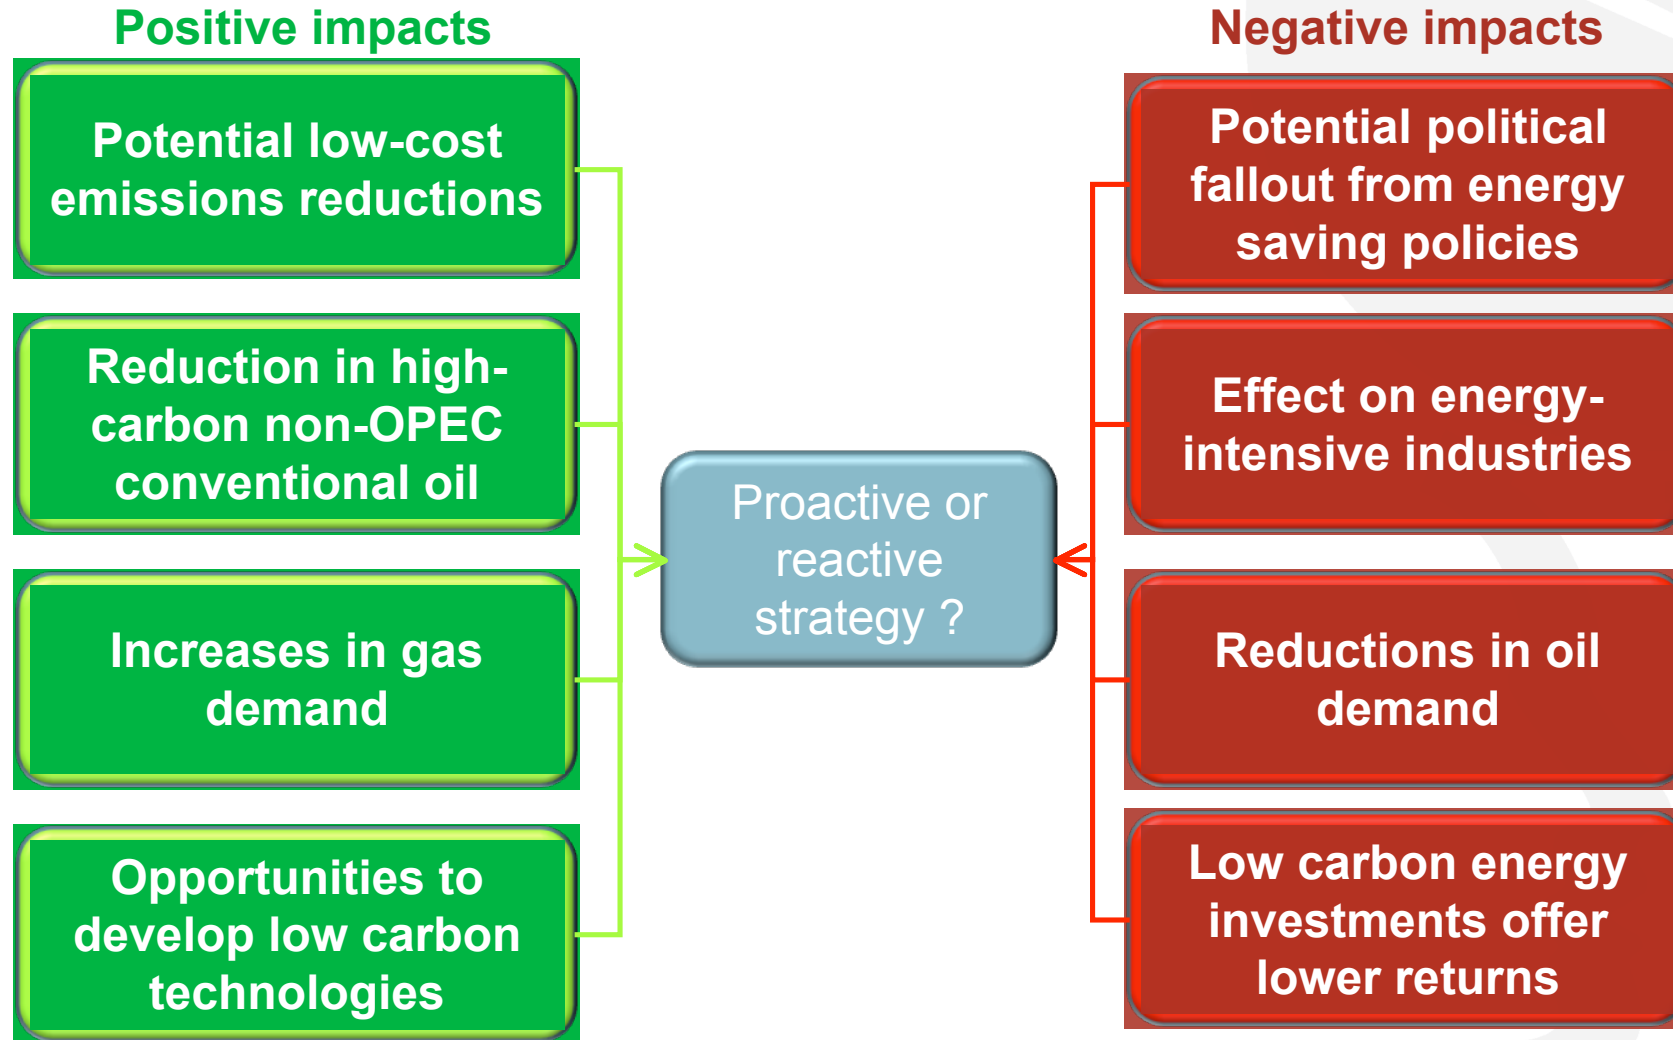 Positive impacts
Potential low-cost
emissions reductions
Reduction in high-
carbon non-OPEC
conventional oil
Increases in gas
demand
Opportunities to
develop low carbon
technologies
Proactive or
reactive
strategy ?
Negative impacts
Potential political
fallout from energy
saving policies
Effect on energy-
intensive industries
Reductions in oil
demand
Low carbon energy
investments offer
lower returns